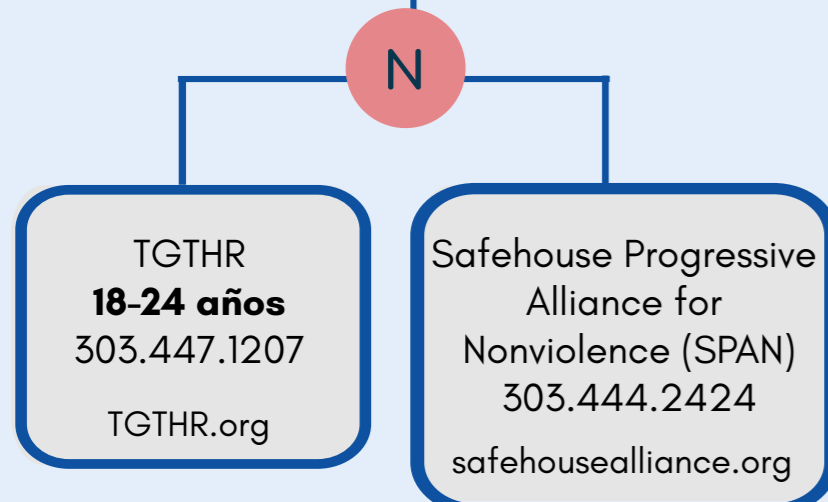 N
TGTHR
18-24 años
303.447.1207
TGTHR.org
Safehouse Progressive
Alliance for
Nonviolence (SPAN)
303.444.2424
safehousealliance.org